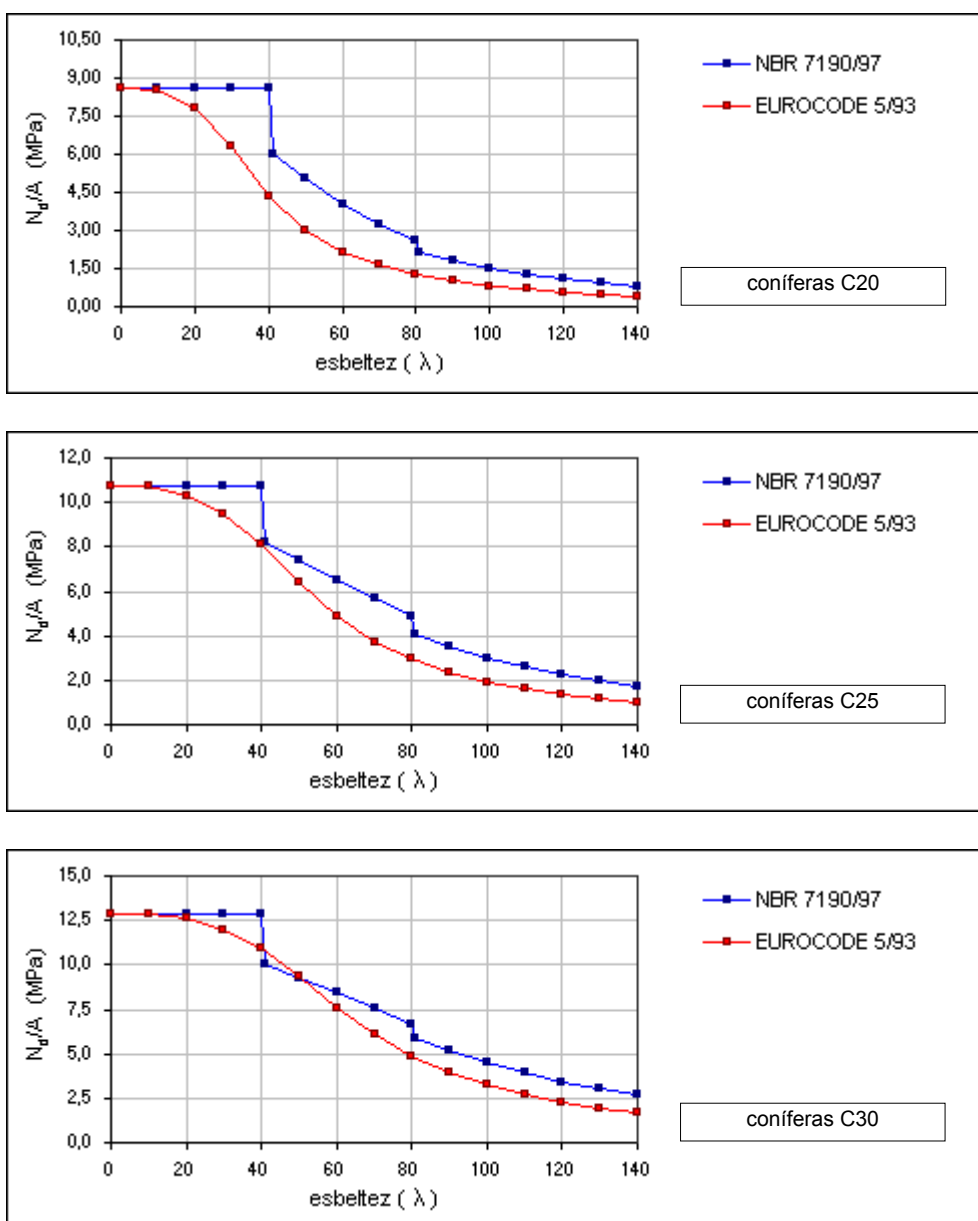 10,50
9,00
7,50
6,00
4,50
3,00
1,50
0,00
N_d/A (MPa)
0 20 40 60 80 100 120 140
esbeltez ( λ )
NBR 7190/97
EUROCODE 5/93
coníferas C20
12,0
10,0
8,0
6,0
4,0
2,0
0,0
N_d/A (MPa)
0 20 40 60 80 100 120 140
esbeltez ( λ )
NBR 7190/97
EUROCODE 5/93
coníferas C25
15,0
12,5
10,0
7,5
5,0
2,5
0,0
N_d/A (MPa)
0 20 40 60 80 100 120 140
esbeltez ( λ )
NBR 7190/97
EUROCODE 5/93
coníferas C30